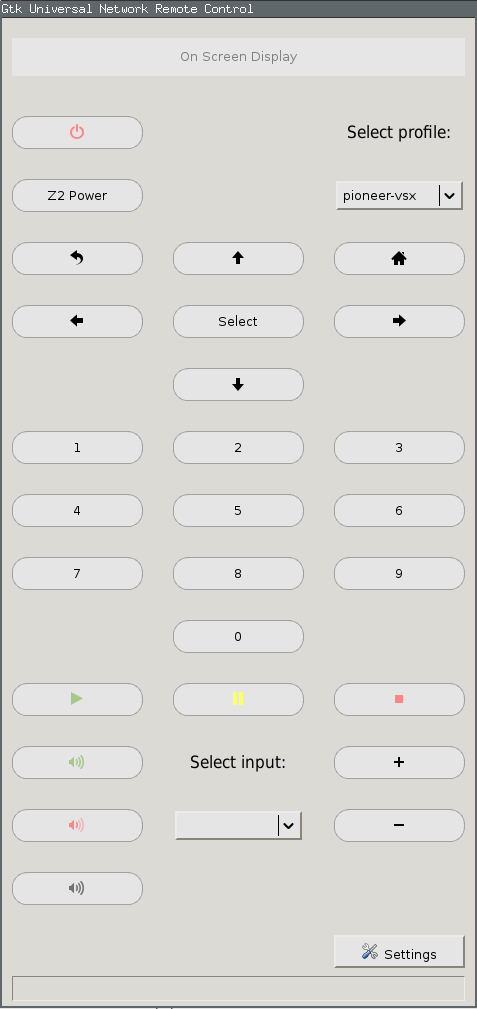 Gtk Universal Network Remote Control
On Screen Display
Select profile:
Z2 Power
pioneer-vsx
Select
1 2 3
4 5 6
7 8 9
0
Select input:
+
−
Settings